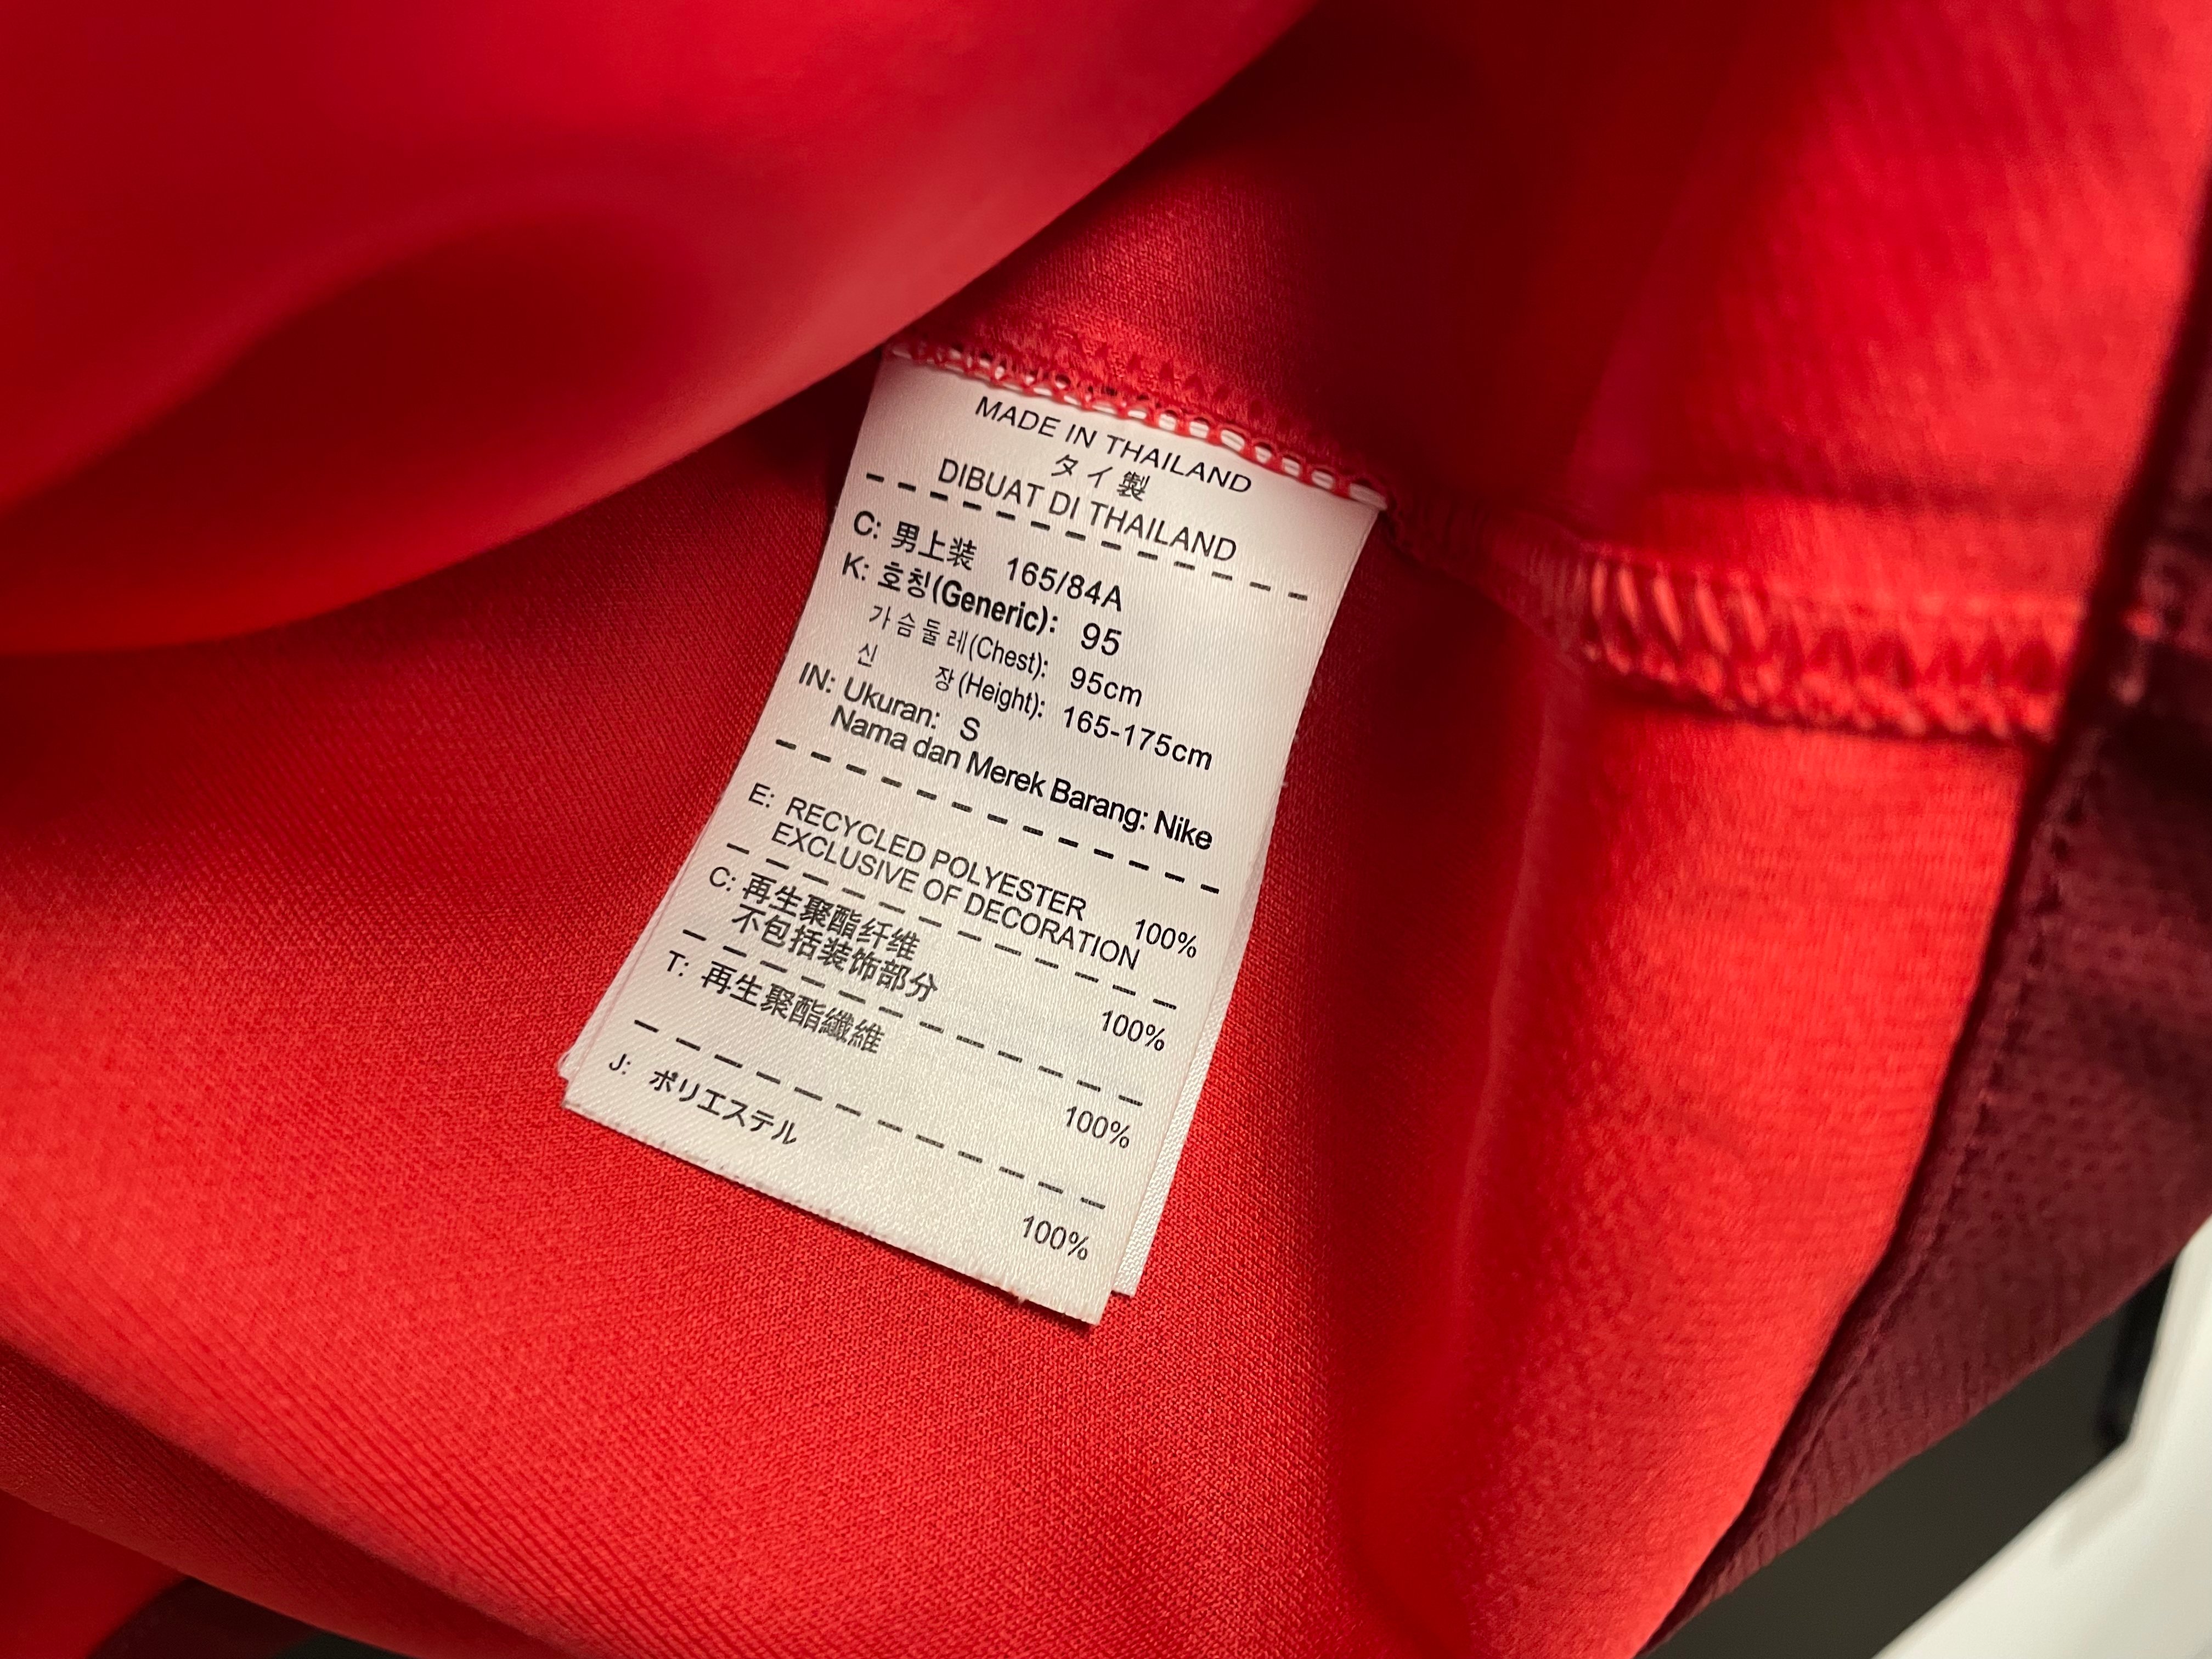 MADE IN THAILAND
タイ製
DIBUAT DI THAILAND
C: 男上装 165/84A
K: 호칭(Generic): 95
가슴둘레(Chest): 95cm
신 장(Height): 165-175cm
IN: Ukuran: S
Nama dan Merek Barang: Nike
E: RECYCLED POLYESTER 100%
EXCLUSIVE OF DECORATION
C: 再生聚酯纤维 100%
不包括装饰部分
T: 再生聚酯纖維 100%
J: ポリエステル 100%